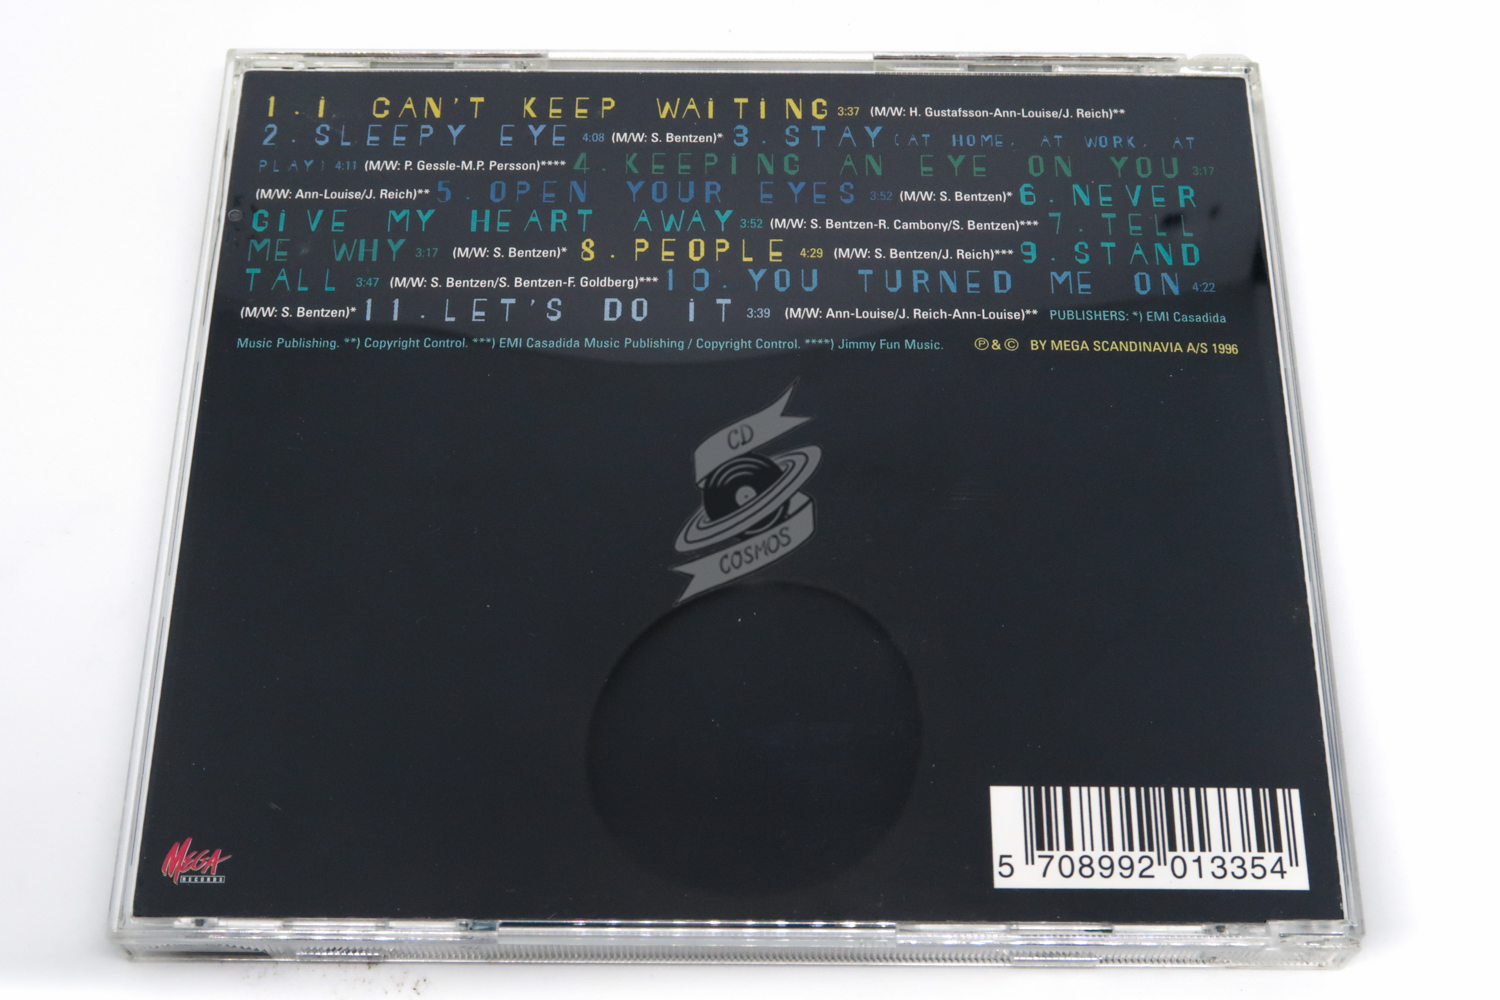 1. I CAN'T KEEP WAITING 3:37 (M/W: H. Gustafsson-Ann-Louise/J. Reich)**
2. SLEEPY EYE 4:08 (M/W: S. Bentzen)* 3. STAY (AT HOME, AT WORK, AT
PLAY) 4:11 (M/W: P. Gessle-M.P. Persson)**** 4. KEEPING AN EYE ON YOU 3:17
(M/W: Ann-Louise/J. Reich)** 5. OPEN YOUR EYES 3:52 (M/W: S. Bentzen)* 6. NEVER
GIVE MY HEART AWAY 3:52 (M/W: S. Bentzen-R. Cambony/S. Bentzen)*** 7. TELL
ME WHY 3:17 (M/W: S. Bentzen)* 8. PEOPLE 4:29 (M/W: S. Bentzen/J. Reich)*** 9. STAND
TALL 3:47 (M/W: S. Bentzen/S. Bentzen-F. Goldberg)*** 10. YOU TURNED ME ON 4:22
(M/W: S. Bentzen)* 11. LET'S DO IT 3:39 (M/W: Ann-Louise/J. Reich-Ann-Louise)** PUBLISHERS: *) EMI Casadida
Music Publishing. **) Copyright Control. ***) EMI Casadida Music Publishing / Copyright Control. ****) Jimmy Fun Music. Ⓟ & © BY MEGA SCANDINAVIA A/S 1996
CD
COSMOS
MEGA
RECORDS
5 708992 013354